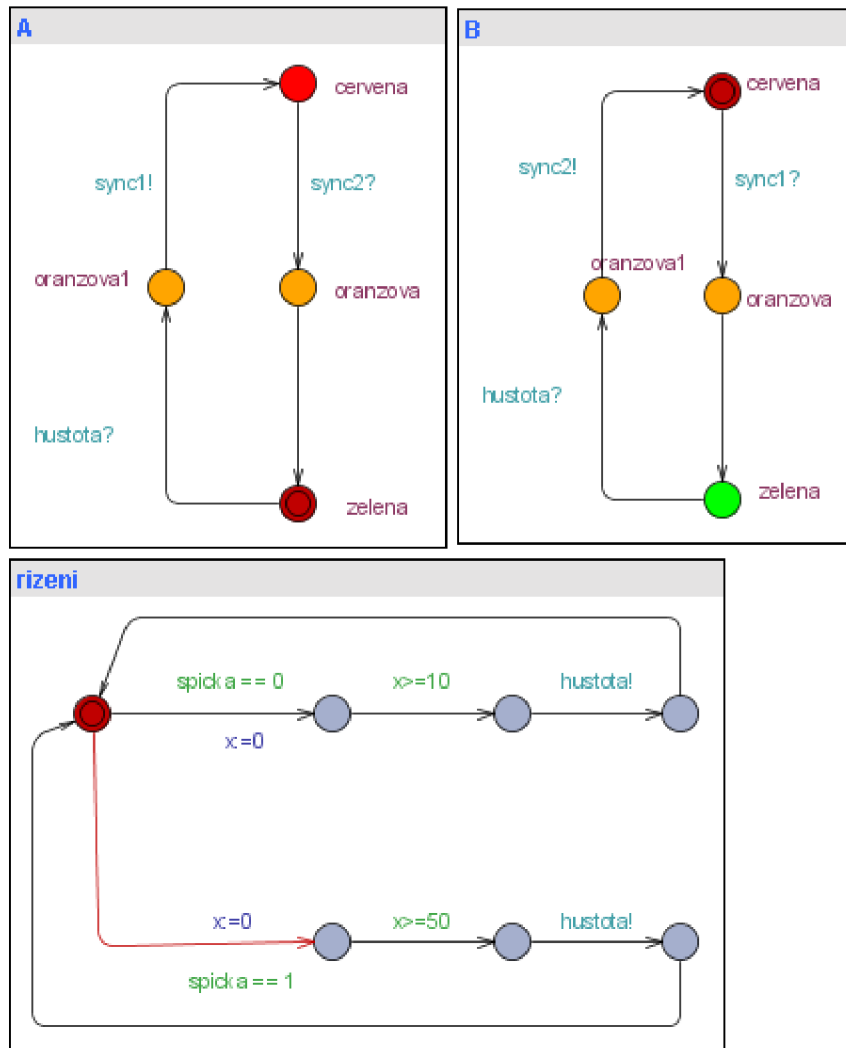 A
cervena
sync1!
sync2?
oranzova1
oranzova
hustota?
zelena
B
cervena
sync2!
sync1?
oranzova1
oranzova
hustota?
zelena
rizeni
spicka == 0
x>=10
hustota!
x:=0
x:=0
x>=50
hustota!
spicka == 1